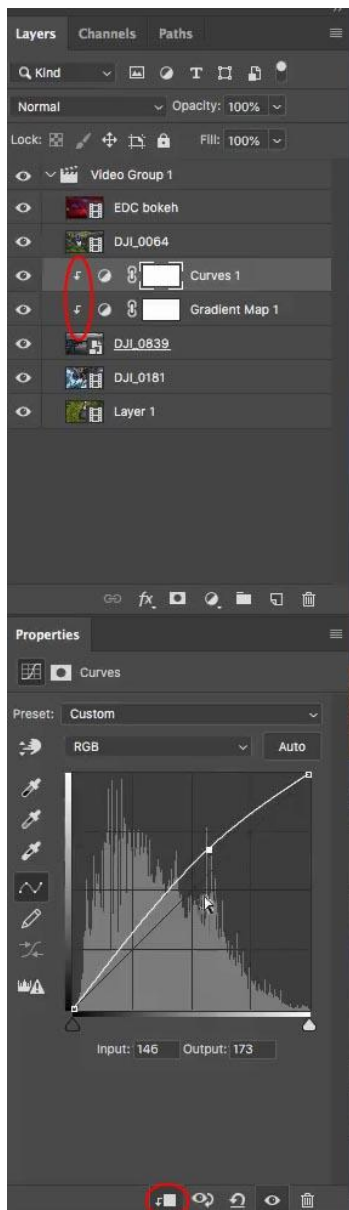 Layers Channels Paths
Kind T
Normal Opacity: 100%
Lock: Fill: 100%
Video Group 1
EDC bokeh
DJI_0064
Curves 1
Gradient Map 1
DJI_0839
DJI_0181
Layer 1
fx
Properties
Curves
Preset: Custom
RGB Auto
Input: 146 Output: 173